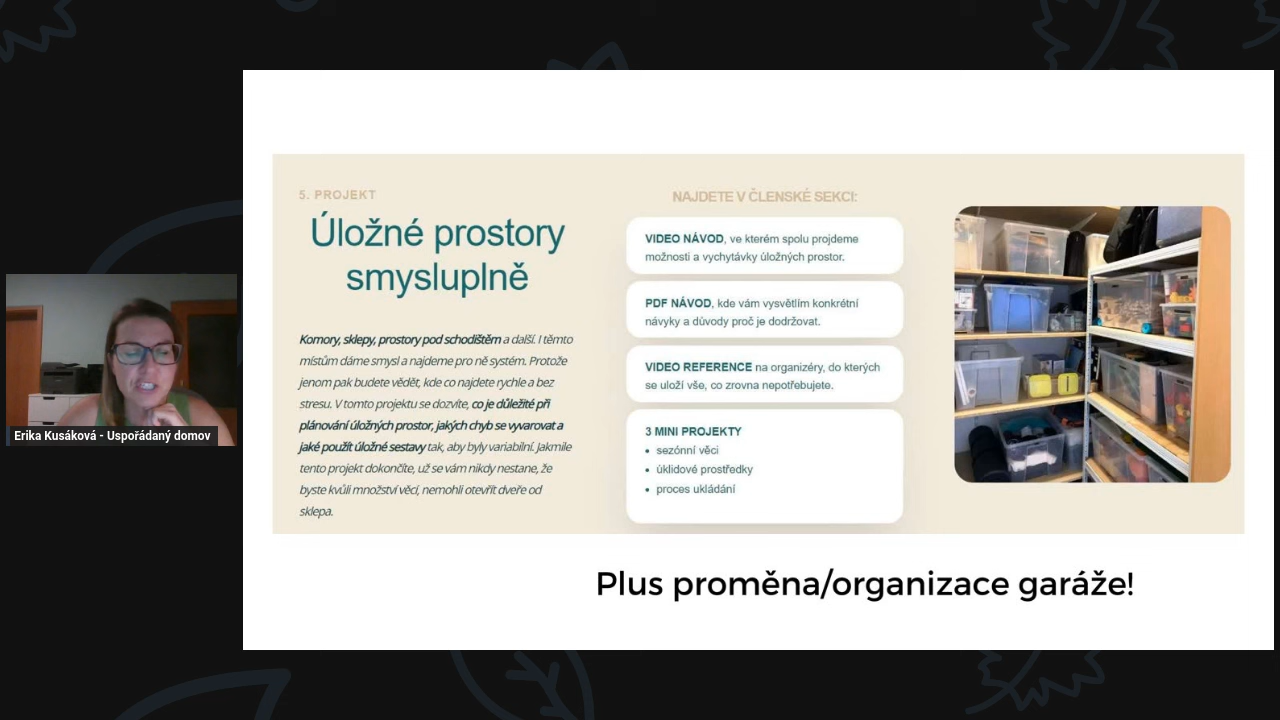 5. PROJEKT
Úložné prostory
smysluplně
Komory, sklepy, prostory pod schodištěm a další. I těmto
místům dáme smysl a najdeme pro ně systém. Protože
jenom pak budete vědět, kde co najdete rychle a bez
stresu. V tomto projektu se dozvíte, co je důležité při
plánování úložných prostor, jakých chyb se vyvarovat a
jaké použít úložné sestavy tak, aby byly variabilní. Jakmile
tento projekt dokončíte, už se vám nikdy nestane, že
byste kvůli množství věcí, nemohli otevřít dveře od
sklepa.
NAJDETE V ČLENSKÉ SEKCI:
VIDEO NÁVOD, ve kterém spolu projdeme
možnosti a vychytávky úložných prostor.
PDF NÁVOD, kde vám vysvětlím konkrétní
návyky a důvody proč je dodržovat.
VIDEO REFERENCE na organizéry, do kterých
se uloží vše, co zrovna nepotřebujete.
3 MINI PROJEKTY
• sezónní věci
• úklidové prostředky
• proces ukládání
Plus proměna/organizace garáže!
Erika Kusáková - Uspořádaný domov